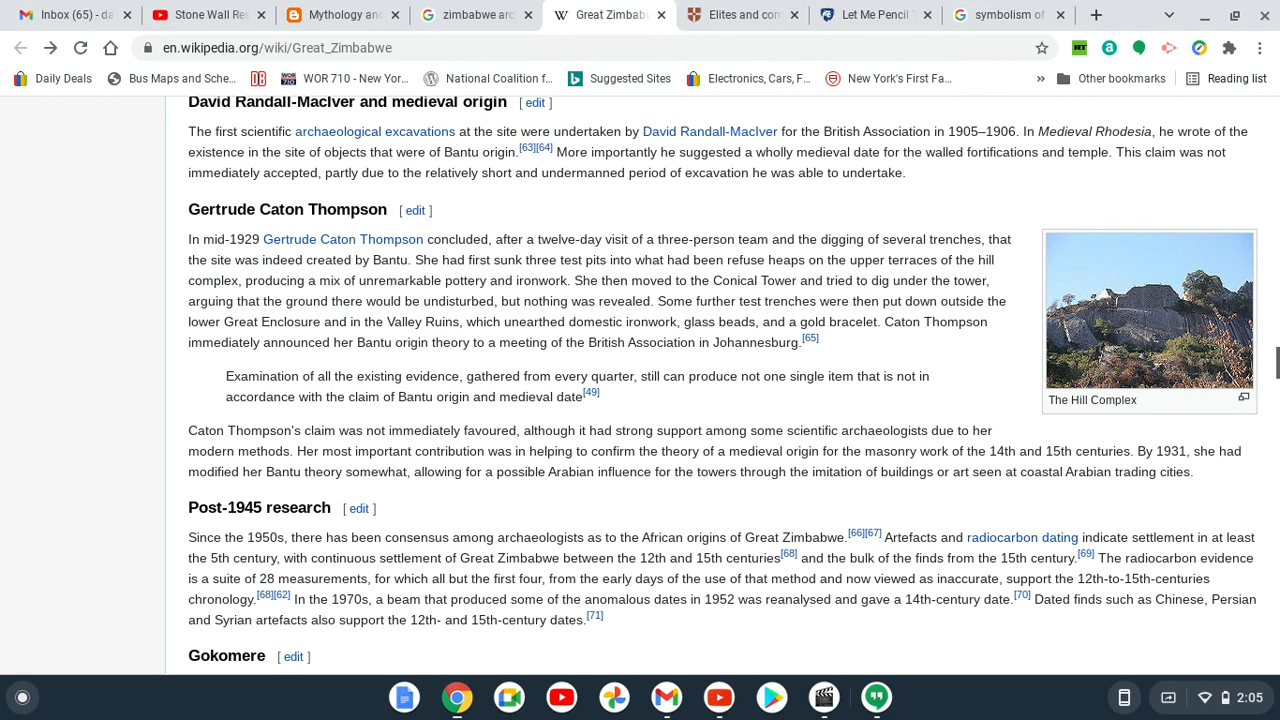 Inbox (65) - da
Stone Wall Res
Mythology and
zimbabwe arc
Great Zimbabw
Elites and com
Let Me Pencil T
symbolism of
en.wikipedia.org/wiki/Great_Zimbabwe
Daily Deals
Bus Maps and Sche...
WOR 710 - New Yor...
National Coalition f...
Suggested Sites
Electronics, Cars, F...
New York's First Fa...
»
Other bookmarks
Reading list
David Randall-MacIver and medieval origin [ edit ]
The first scientific archaeological excavations at the site were undertaken by David Randall-MacIver for the British Association in 1905–1906. In Medieval Rhodesia, he wrote of the
existence in the site of objects that were of Bantu origin.[63][64] More importantly he suggested a wholly medieval date for the walled fortifications and temple. This claim was not
immediately accepted, partly due to the relatively short and undermanned period of excavation he was able to undertake.
Gertrude Caton Thompson [ edit ]
In mid-1929 Gertrude Caton Thompson concluded, after a twelve-day visit of a three-person team and the digging of several trenches, that
the site was indeed created by Bantu. She had first sunk three test pits into what had been refuse heaps on the upper terraces of the hill
complex, producing a mix of unremarkable pottery and ironwork. She then moved to the Conical Tower and tried to dig under the tower,
arguing that the ground there would be undisturbed, but nothing was revealed. Some further test trenches were then put down outside the
lower Great Enclosure and in the Valley Ruins, which unearthed domestic ironwork, glass beads, and a gold bracelet. Caton Thompson
immediately announced her Bantu origin theory to a meeting of the British Association in Johannesburg.[65]
Examination of all the existing evidence, gathered from every quarter, still can produce not one single item that is not in
accordance with the claim of Bantu origin and medieval date[49]
The Hill Complex
Caton Thompson's claim was not immediately favoured, although it had strong support among some scientific archaeologists due to her
modern methods. Her most important contribution was in helping to confirm the theory of a medieval origin for the masonry work of the 14th and 15th centuries. By 1931, she had
modified her Bantu theory somewhat, allowing for a possible Arabian influence for the towers through the imitation of buildings or art seen at coastal Arabian trading cities.
Post-1945 research [ edit ]
Since the 1950s, there has been consensus among archaeologists as to the African origins of Great Zimbabwe.[66][67] Artefacts and radiocarbon dating indicate settlement in at least
the 5th century, with continuous settlement of Great Zimbabwe between the 12th and 15th centuries[68] and the bulk of the finds from the 15th century.[69] The radiocarbon evidence
is a suite of 28 measurements, for which all but the first four, from the early days of the use of that method and now viewed as inaccurate, support the 12th-to-15th-centuries
chronology.[68][62] In the 1970s, a beam that produced some of the anomalous dates in 1952 was reanalysed and gave a 14th-century date.[70] Dated finds such as Chinese, Persian
and Syrian artefacts also support the 12th- and 15th-century dates.[71]
Gokomere [ edit ]
2:05